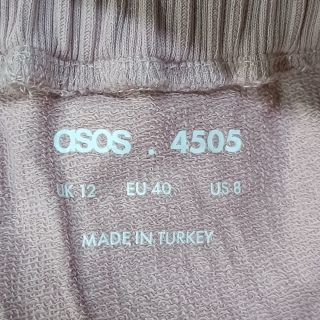 asos . 4505
UK 12 EU 40 US 8
MADE IN TURKEY